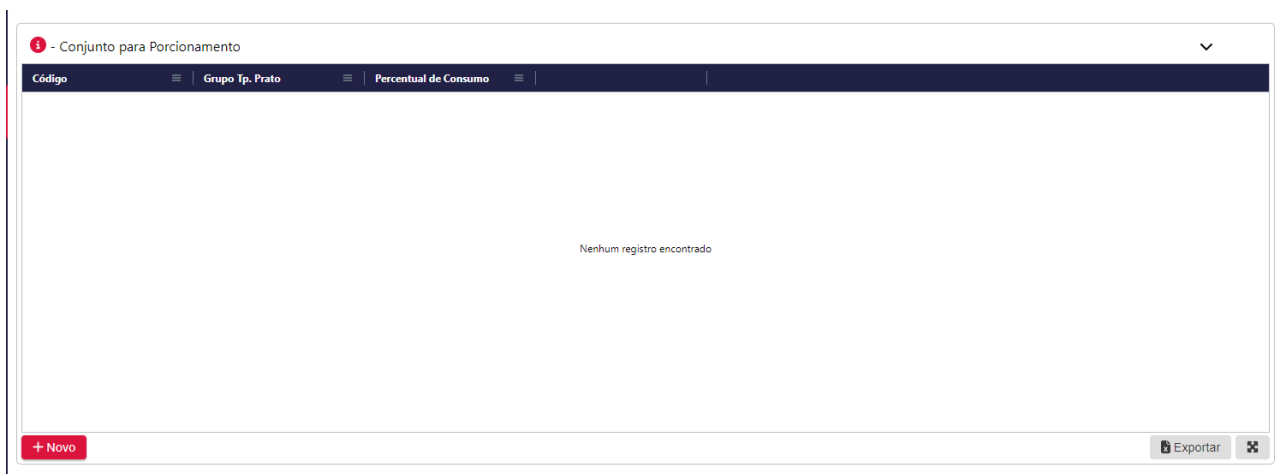 - Conjunto para Porcionamento
Código Grupo Tp. Prato Percentual de Consumo
Nenhum registro encontrado
+ Novo Exportar